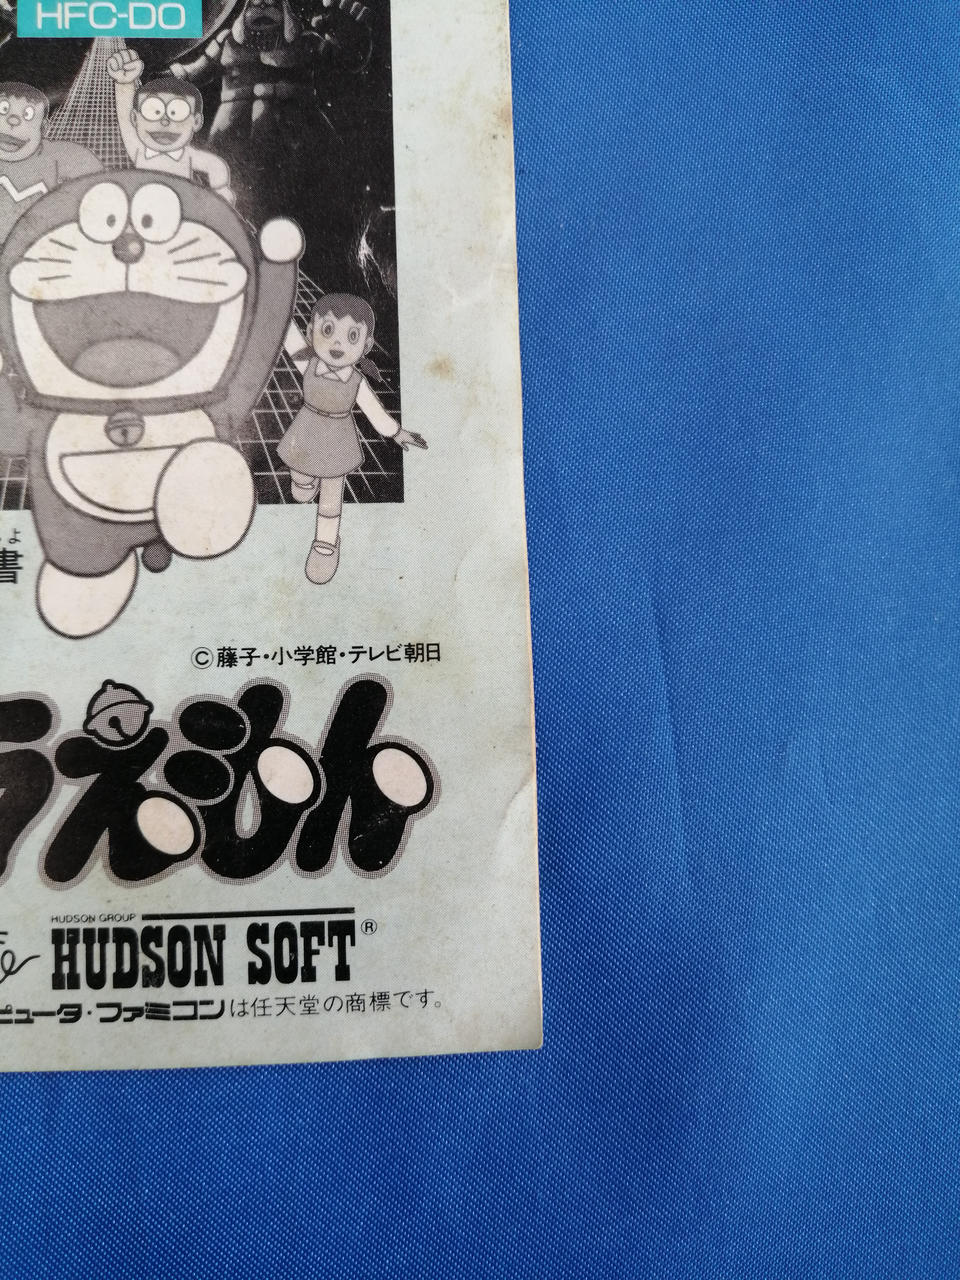 HFC-DO
よ
書
©藤子・小学館・テレビ朝日
らえもん
HUDSON GROUP
HUDSON SOFT®
ピュータ・ファミコンは任天堂の商標です。